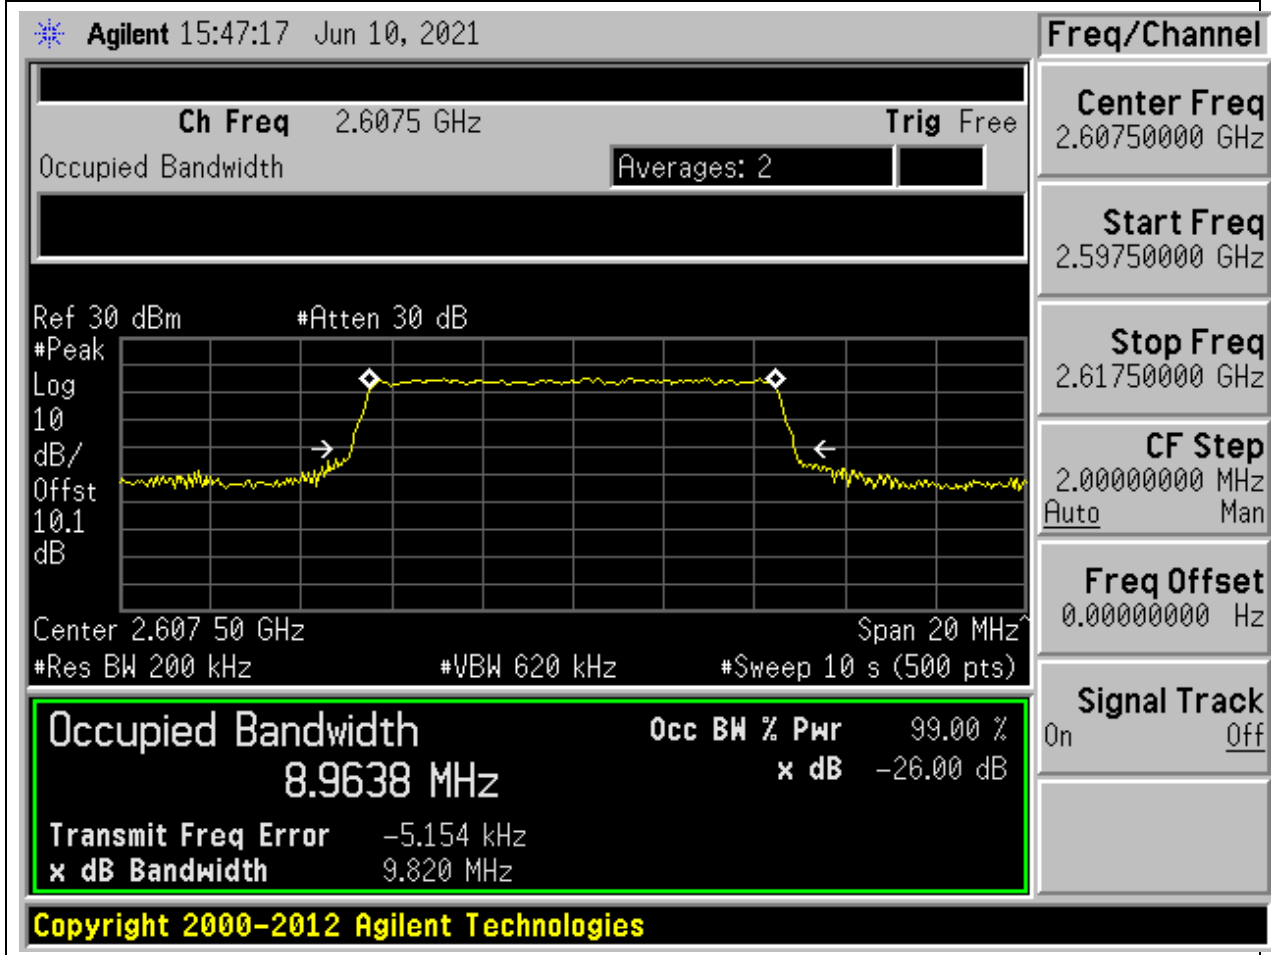 Agilent 15:47:17 Jun 10, 2021
Ch Freq 2.6075 GHz Trig Free
Occupied Bandwidth Averages: 2
Ref 30 dBm #Atten 30 dB
#Peak
Log
10
dB/
Offst
10.1
dB
Center 2.607 50 GHz Span 20 MHz^
#Res BW 200 kHz #VBW 620 kHz #Sweep 10 s (500 pts)
Occupied Bandwidth Occ BW % Pwr 99.00 %
8.9638 MHz x dB -26.00 dB
Transmit Freq Error -5.154 kHz
x dB Bandwidth 9.820 MHz
Copyright 2000-2012 Agilent Technologies
Freq/Channel
Center Freq
2.60750000 GHz
Start Freq
2.59750000 GHz
Stop Freq
2.61750000 GHz
CF Step
2.00000000 MHz
Auto Man
Freq Offset
0.00000000 Hz
Signal Track
On Off